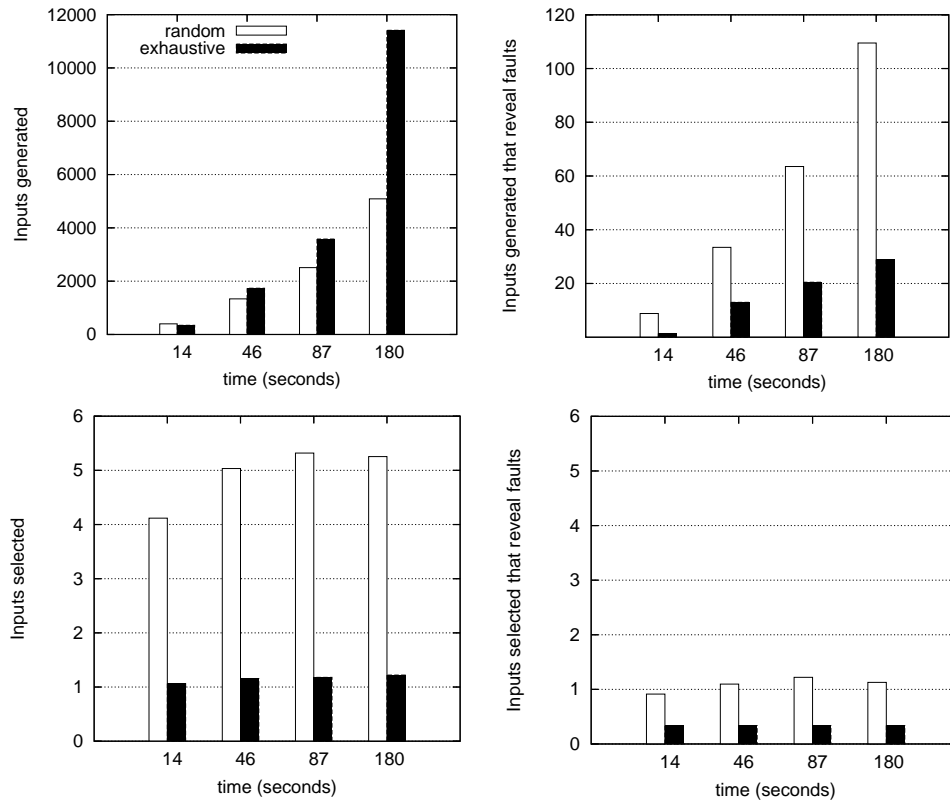 random
exhaustive
Inputs generated
12000
10000
8000
6000
4000
2000
0
14 46 87 180
time (seconds)
Inputs generated that reveal faults
120
100
80
60
40
20
14 46 87 180
time (seconds)
Inputs selected
6
5
4
3
2
1
0
14 46 87 180
time (seconds)
Inputs selected that reveal faults
6
5
4
3
2
1
0
14 46 87 180
time (seconds)